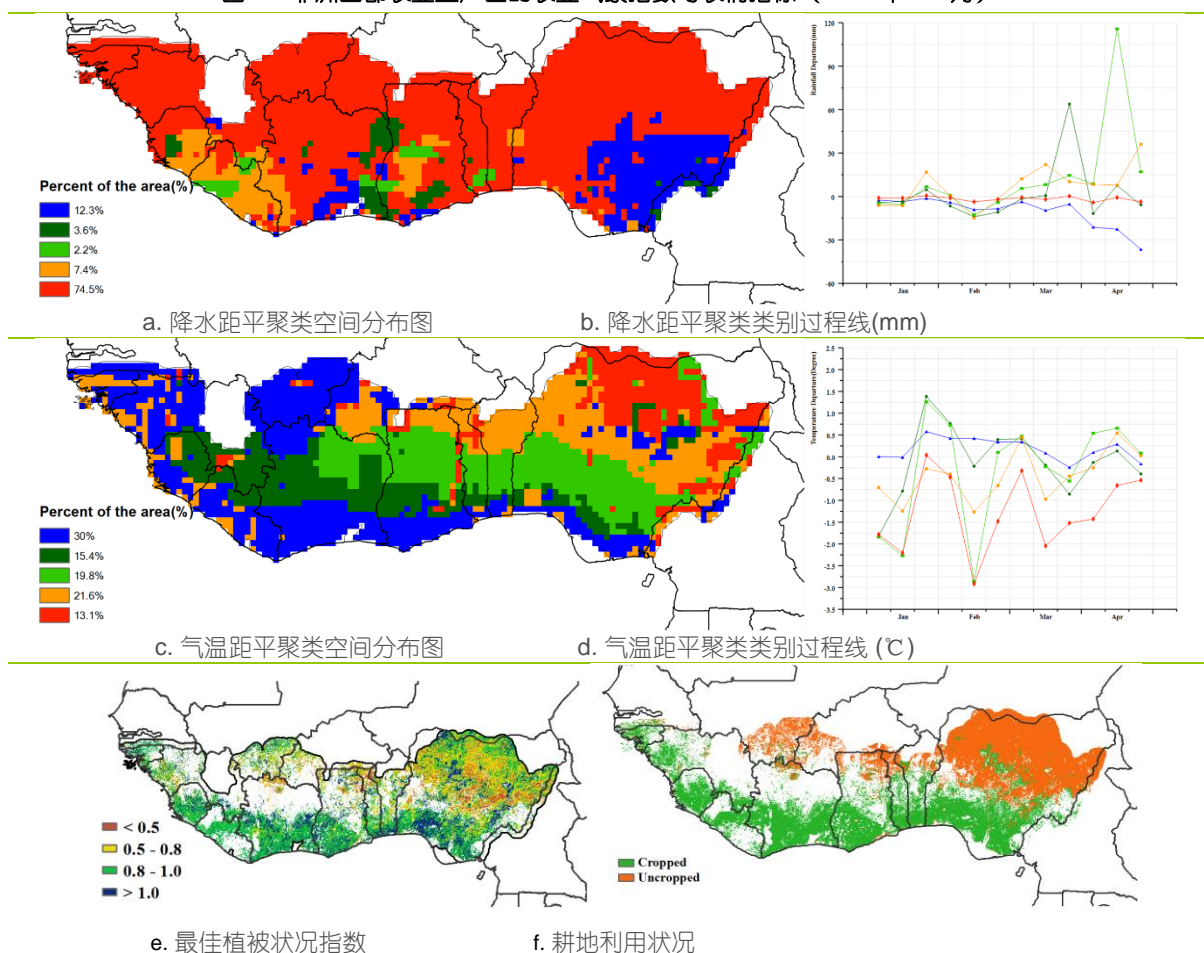 Percent of the area(%)
12.3%
3.6%
2.2%
7.4%
74.5%
Rainfall Departure(mm)
120
90
60
30
0
-30
-60
Jan Feb Mar Apr
a. 降水距平聚类空间分布图 b. 降水距平聚类类别过程线(mm)
Percent of the area(%)
30%
15.4%
19.8%
21.6%
13.1%
Temperature Departure(Degree)
2.5
2.0
1.5
1.0
0.5
0.0
-0.5
-1.0
-1.5
-2.0
-2.5
-3.0
-3.5
Jan Feb Mar Apr
c. 气温距平聚类空间分布图 d. 气温距平聚类类别过程线 (℃)
< 0.5
0.5 - 0.8
0.8 - 1.0
> 1.0
Cropped
Uncropped
e. 最佳植被状况指数 f. 耕地利用状况